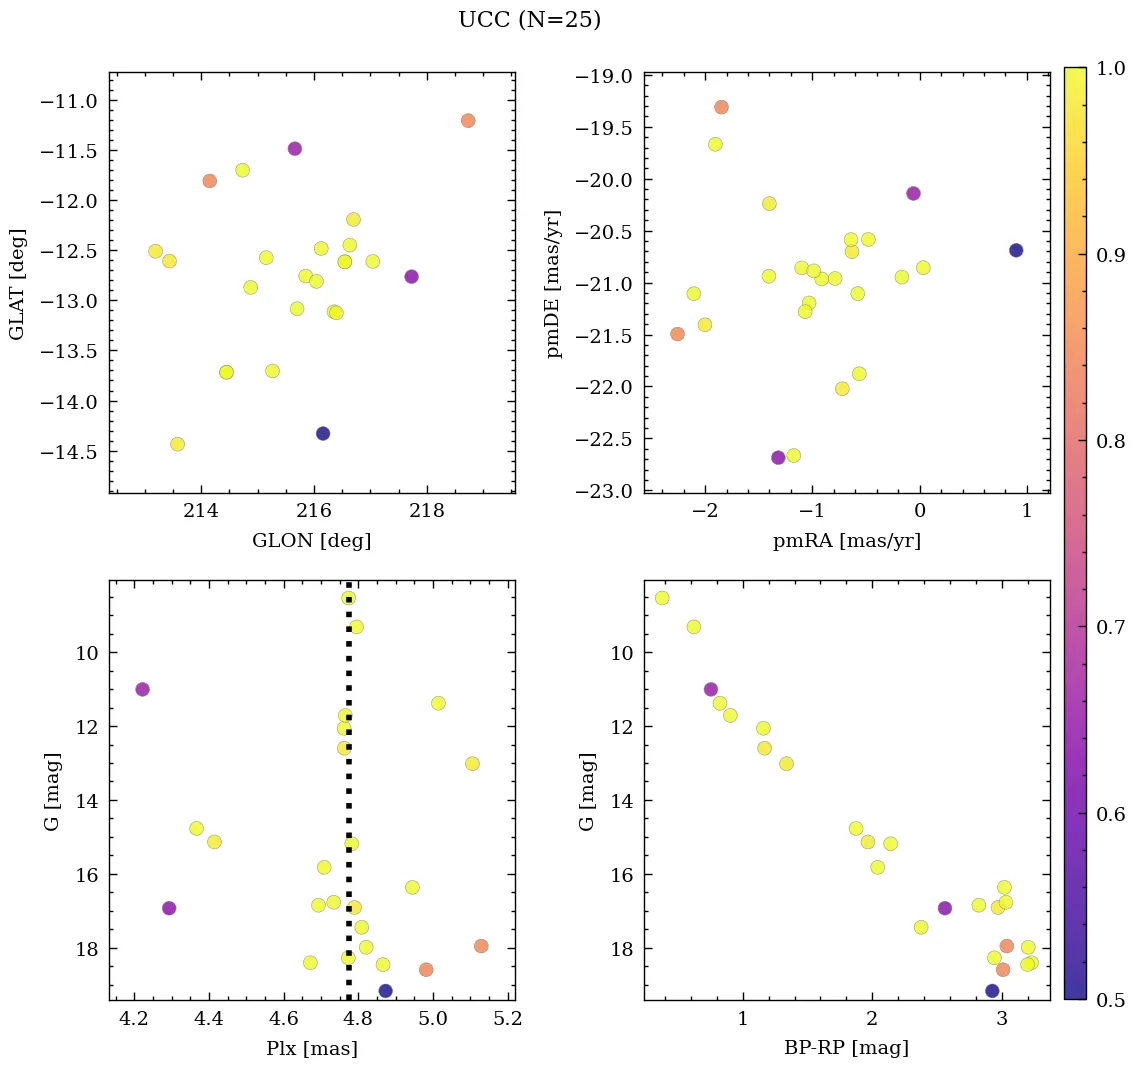 UCC (N=25)
−11.0
−11.5
−12.0
−12.5
−13.0
−13.5
−14.0
−14.5
GLAT [deg]
214 216 218
GLON [deg]
−19.0
−19.5
−20.0
−20.5
−21.0
−21.5
−22.0
−22.5
−23.0
pmDE [mas/yr]
−2 −1 0 1
pmRA [mas/yr]
10
12
14
16
18
G [mag]
4.2 4.4 4.6 4.8 5.0 5.2
Plx [mas]
10
12
14
16
18
G [mag]
1 2 3
BP-RP [mag]
1.0
0.9
0.8
0.7
0.6
0.5